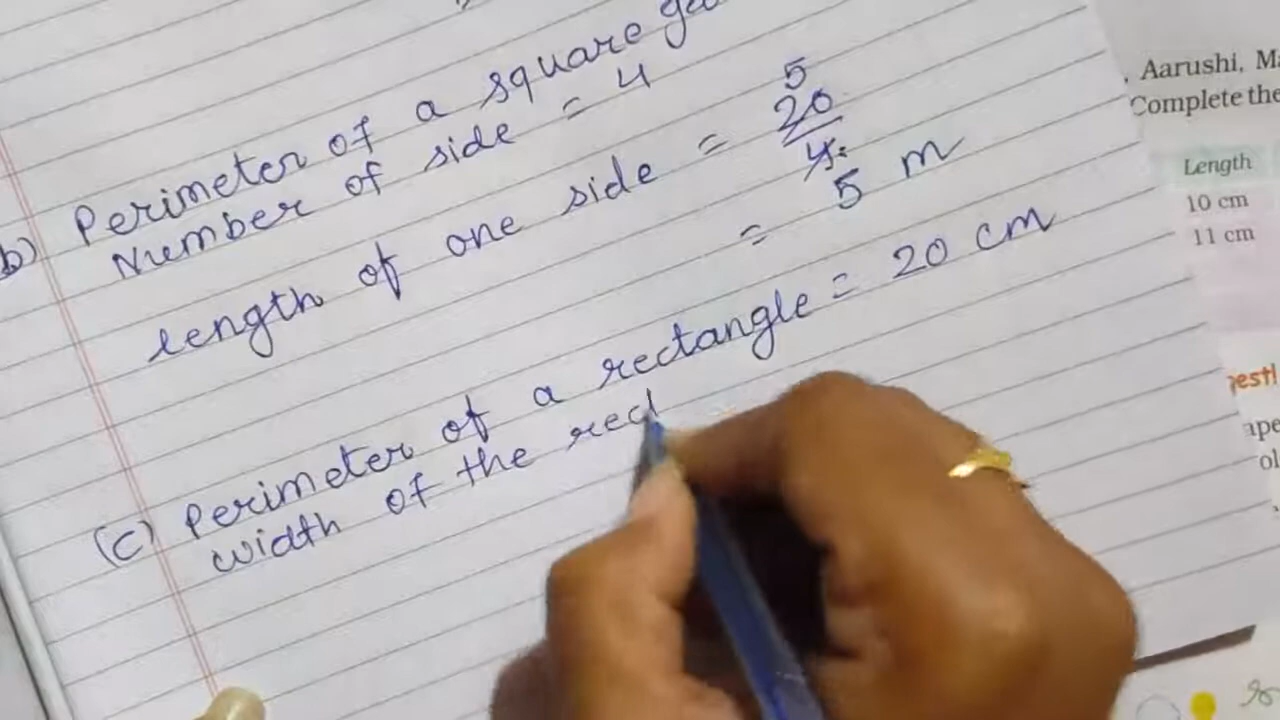 b) Perimeter of a square
Number of side = 4
length of one side = 20/4
5
= 5 m
(c) Perimeter of a rectangle = 20 cm
width of the rect
, Aarushi,
Complete the
Length
10 cm
11 cm